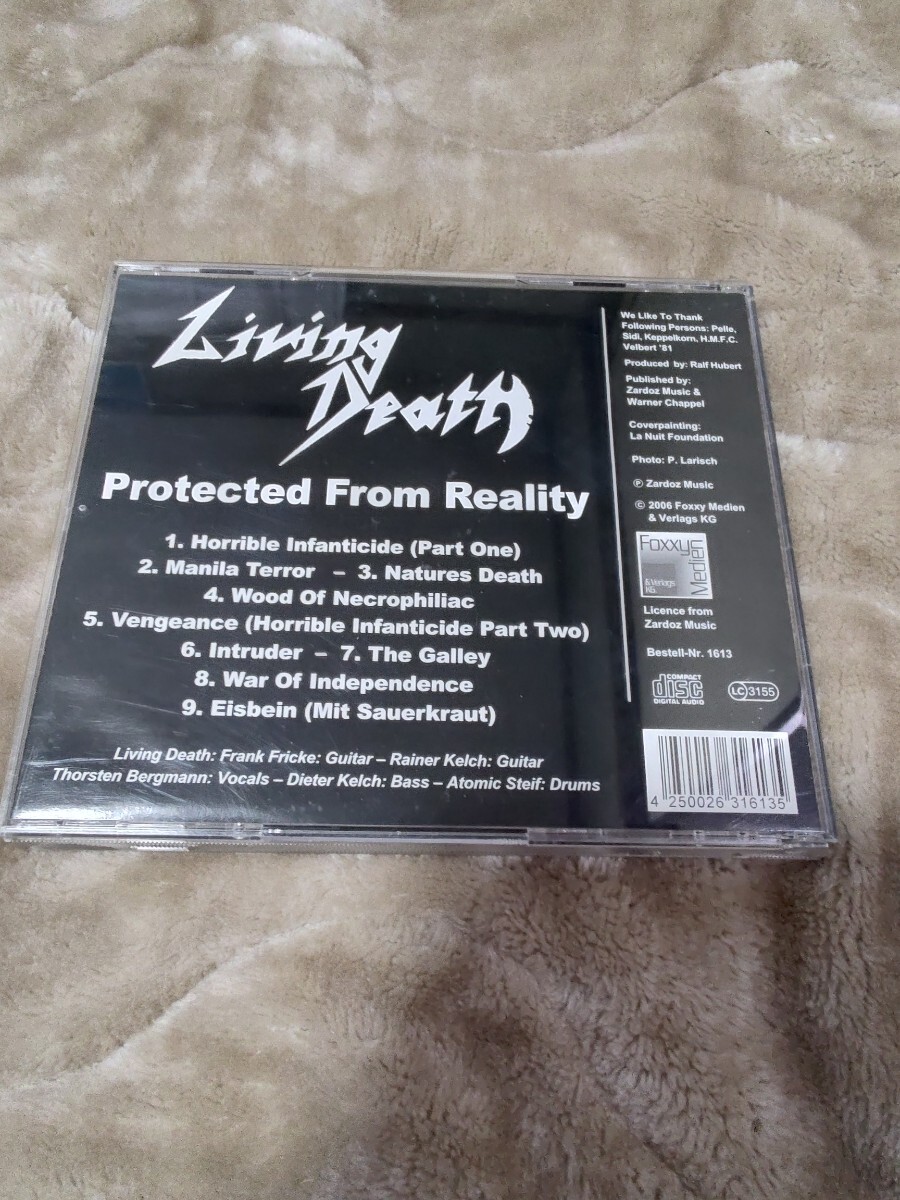 Living
Death
Protected From Reality
1. Horrible Infanticide (Part One)
2. Manila Terror – 3. Natures Death
4. Wood Of Necrophiliac
5. Vengeance (Horrible Infanticide Part Two)
6. Intruder – 7. The Galley
8. War Of Independence
9. Eisbein (Mit Sauerkraut)
Living Death: Frank Fricke: Guitar – Rainer Kelch: Guitar
Thorsten Bergmann: Vocals – Dieter Kelch: Bass – Atomic Steif: Drums
We Like To Thank
Following Persons: Pelle,
Sidi, Keppelkorn, H.M.F.C.
Velbert '81
Produced by: Ralf Hubert
Published by:
Zardoz Music &
Warner Chappel
Coverpainting:
La Nuit Foundation
Photo: P. Larisch
℗ Zardoz Music
© 2006 Foxxy Medien
& Verlags KG
Foxxy
Medien
& Verlags
KG.
Licence from
Zardoz Music
Bestell-Nr. 1613
COMPACT
disc
DIGITAL AUDIO
LC 3155
4 250026 316135